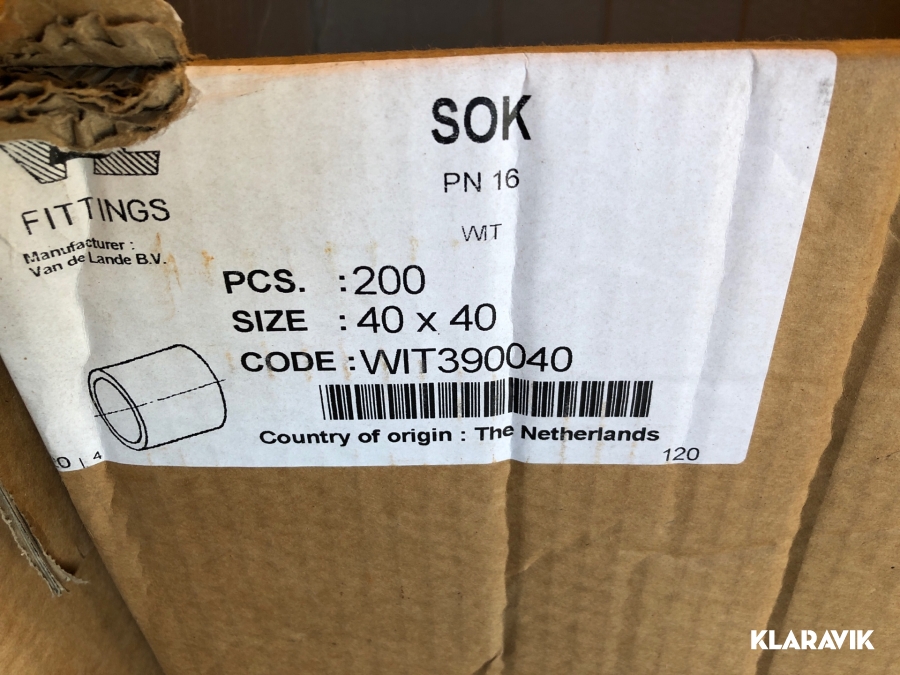 SOK
PN 16
WIT
FITTINGS
Manufacturer :
Van de Lande B.V.
PCS. : 200
SIZE : 40 x 40
CODE : WIT390040
Country of origin : The Netherlands
120
KLARAVIK